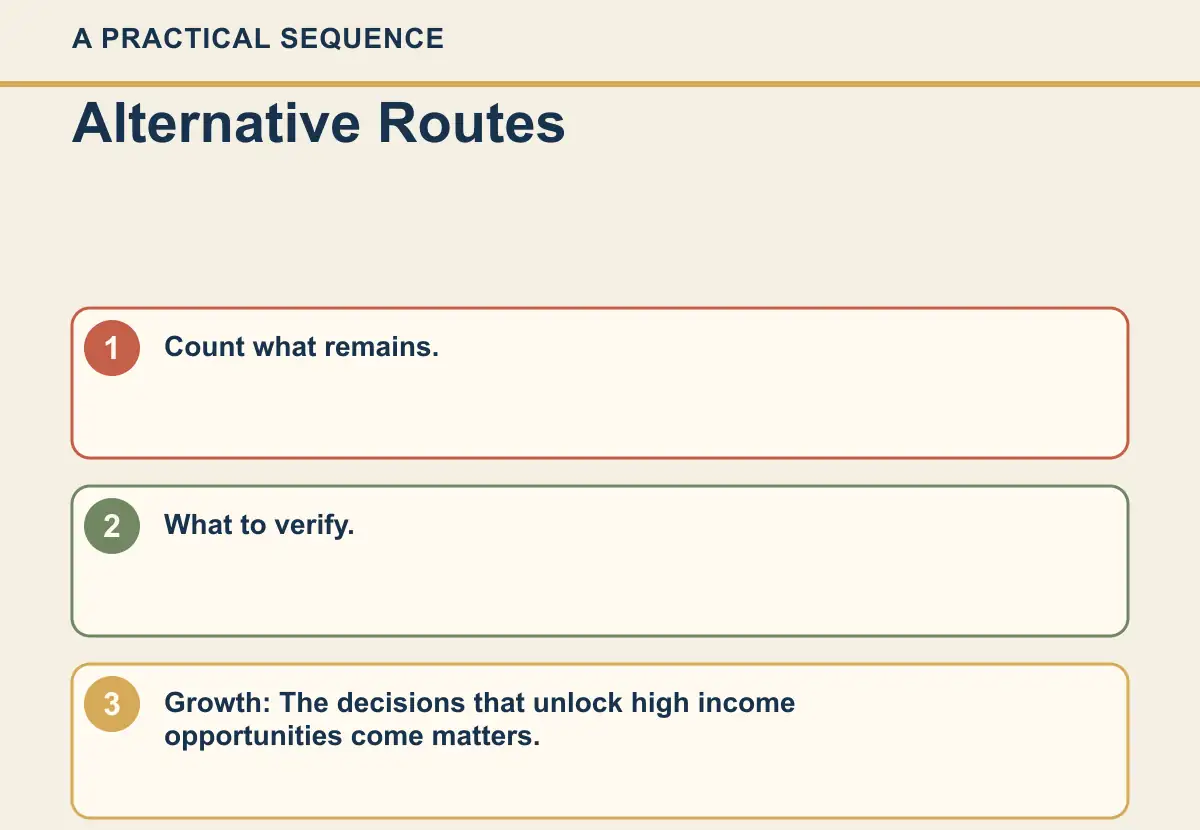 A PRACTICAL SEQUENCE
Alternative Routes
1
Count what remains.
2
What to verify.
3
Growth: The decisions that unlock high income
opportunities come matters.